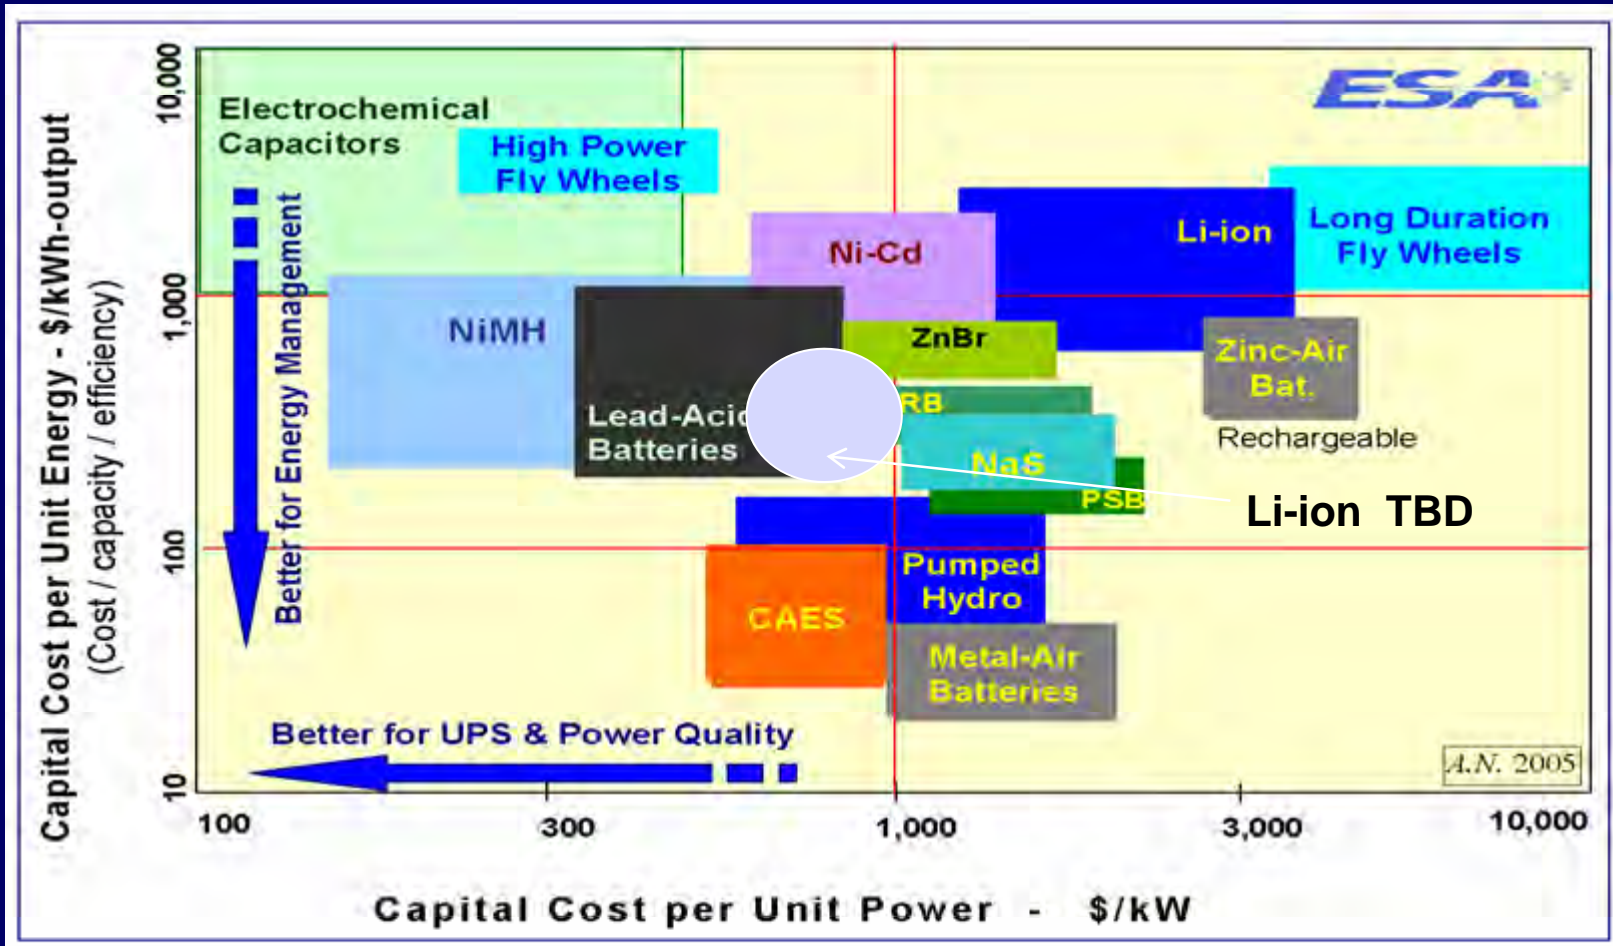 Capital Cost per Unit Energy - $/kWh-output
(Cost / capacity / efficiency)
10,000
1,000
100
10
Electrochemical
Capacitors
High Power
Fly Wheels
ESA
Better for Energy Management
Ni-Cd
Li-ion
Long Duration
Fly Wheels
NiMH
ZnBr
Zinc-Air
Bat.
Rechargeable
Lead-Acid
Batteries
RB
NaS
PSB
Li-ion TBD
Pumped
Hydro
CAES
Metal-Air
Batteries
Better for UPS & Power Quality
A.N. 2005
100
300
1,000
3,000
10,000
Capital Cost per Unit Power - $/kW